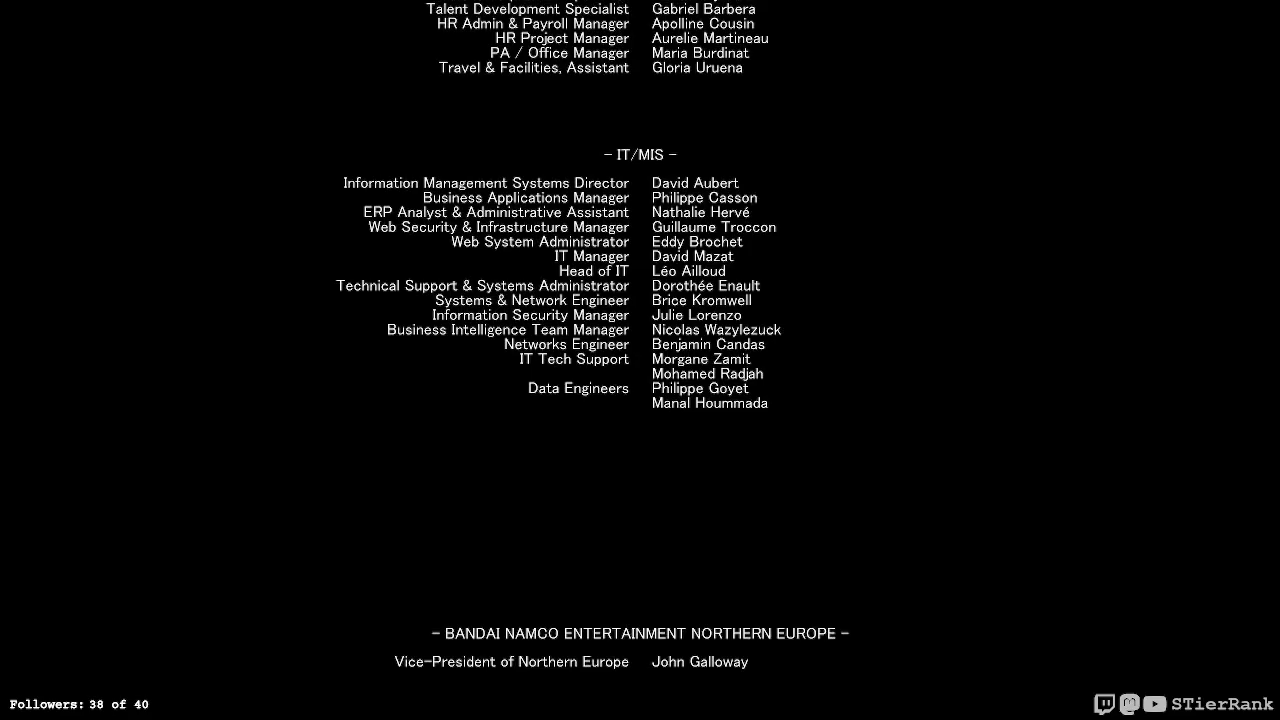 Talent Development Specialist Gabriel Barbera
HR Admin & Payroll Manager Apolline Cousin
HR Project Manager Aurelie Martineau
PA / Office Manager Maria Burdinat
Travel & Facilities, Assistant Gloria Uruena
- IT/MIS -
Information Management Systems Director David Aubert
Business Applications Manager Philippe Casson
ERP Analyst & Administrative Assistant Nathalie Hervé
Web Security & Infrastructure Manager Guillaume Troccon
Web System Administrator Eddy Brochet
IT Manager David Mazat
Head of IT Léo Ailloud
Technical Support & Systems Administrator Dorothée Enault
Systems & Network Engineer Brice Kromwell
Information Security Manager Julie Lorenzo
Business Intelligence Team Manager Nicolas Wazylezuck
Networks Engineer Benjamin Candas
IT Tech Support Morgane Zamit
Mohamed Radjah
Data Engineers Philippe Goyet
Manal Hoummada
- BANDAI NAMCO ENTERTAINMENT NORTHERN EUROPE -
Vice-President of Northern Europe John Galloway
Followers: 38 of 40
STierRank